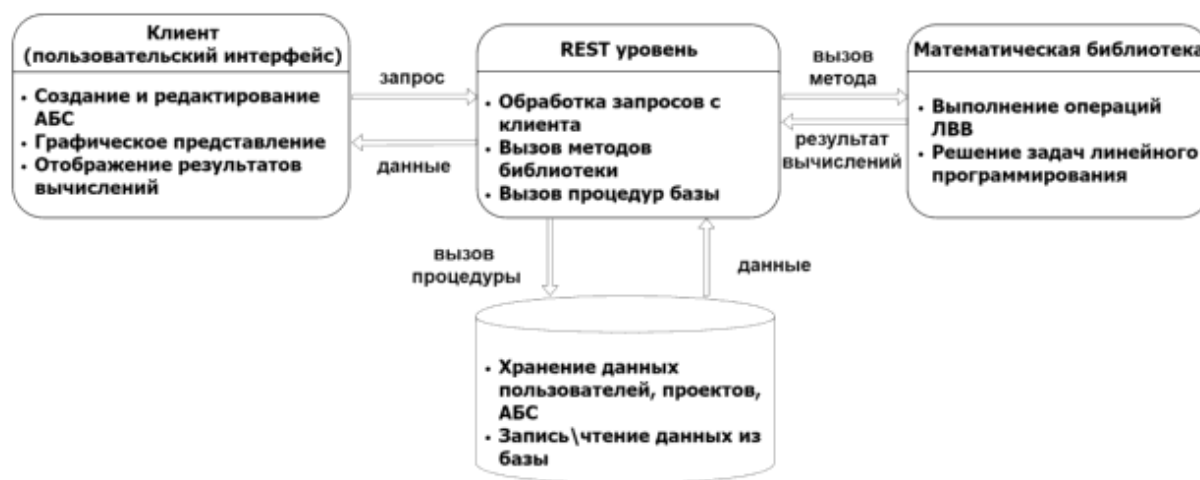 Клиент
(пользовательский интерфейс)
• Создание и редактирование
АБС
• Графическое представление
• Отображение результатов
вычислений
запрос
данные
REST уровень
• Обработка запросов с
клиента
• Вызов методов
библиотеки
• Вызов процедур базы
вызов
метода
результат
вычислений
Математическая библиотека
• Выполнение операций
ЛВВ
• Решение задач линейного
программирования
вызов
процедуры
данные
• Хранение данных
пользователей, проектов,
АБС
• Запись\чтение данных из
базы